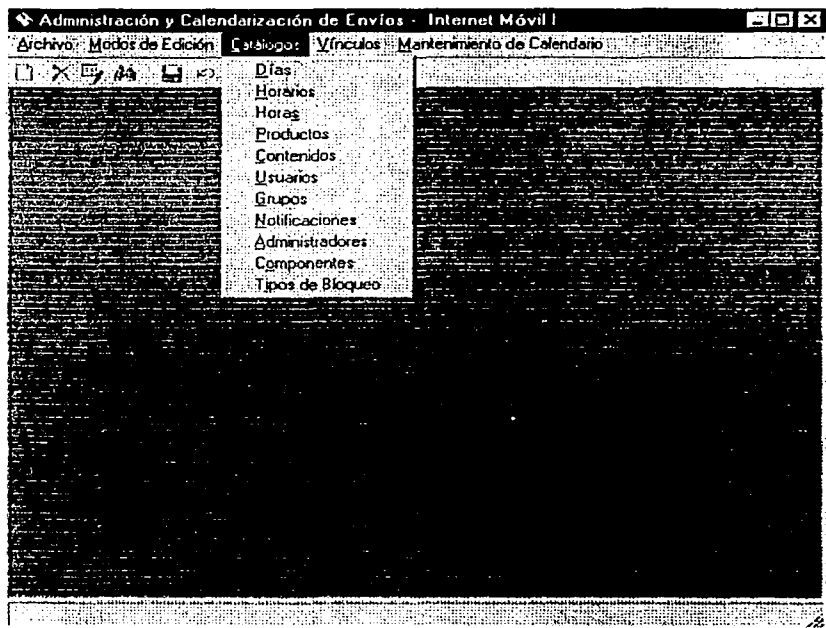 Administración y Calendarización de Envíos - Internet Móvil I
Archivo Modos de Edición Catálogos Vínculos Mantenimiento de Calendario
Días
Horarios
Horas
Productos
Contenidos
Usuarios
Grupos
Notificaciones
Administradores
Componentes
Tipos de Bloqueo